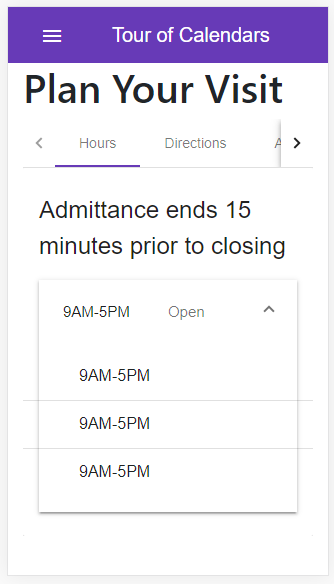 Tour of Calendars
Plan Your Visit
Hours Directions
Admittance ends 15
minutes prior to closing
9AM-5PM Open
9AM-5PM
9AM-5PM
9AM-5PM